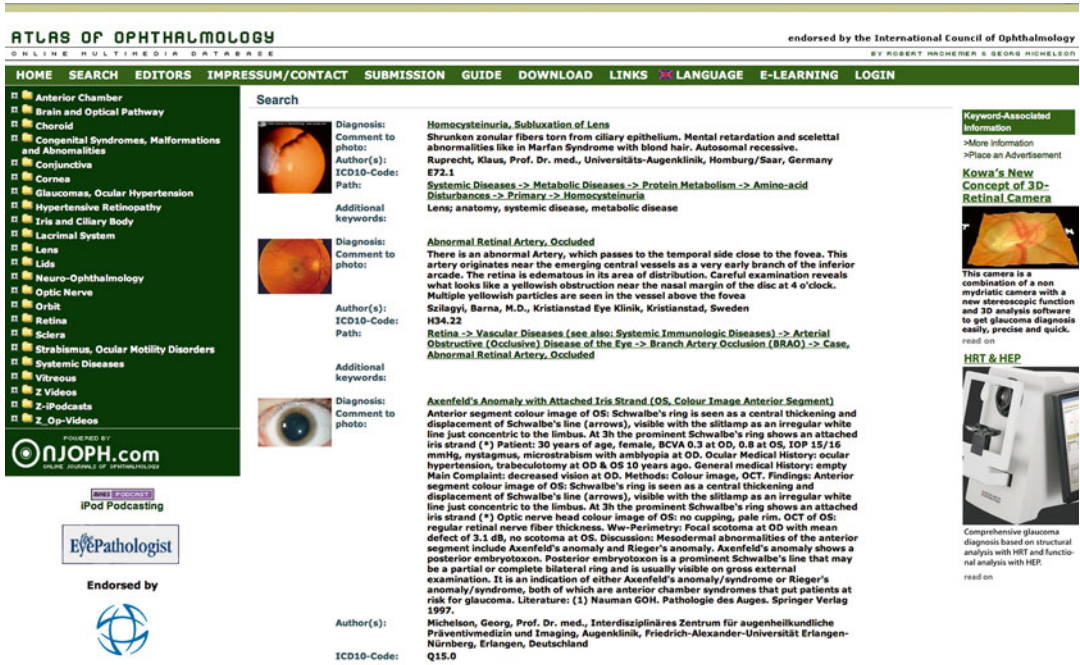 ATLAS OF OPHTHALMOLOGY
endorsed by the International Council of Ophthalmology
ONLINE MULTIMEDIA DATABASE
BY ROBERT MACHEMER & GEORG MICHELSON
HOME SEARCH EDITORS IMPRESSUM/CONTACT SUBMISSION GUIDE DOWNLOAD LINKS LANGUAGE E-LEARNING LOGIN
Anterior Chamber
Brain and Optical Pathway
Choroid
Congenital Syndromes, Malformations
and Abnomalities
Conjunctiva
Cornea
Glaucomas, Ocular Hypertension
Hypertensive Retinopathy
Iris and Ciliary Body
Lacrimal System
Lens
Lids
Neuro-Ophthalmology
Optic Nerve
Orbit
Retina
Sclera
Strabismus, Ocular Motility Disorders
Systemic Diseases
Vitreous
Z Videos
Z-iPodcasts
Z_Op-Videos
POWERED BY
ONJOPH.com
ONLINE JOURNALS OF OPHTHALMOLOGY
PODCAST
iPod Podcasting
the
EyePathologist
Endorsed by
Search
Diagnosis: Homocysteinuria, Subluxation of Lens
Comment to Shrunken zonular fibers torn from ciliary epithelium. Mental retardation and scelettal
photo: abnormalities like in Marfan Syndrome with blond hair. Autosomal recessive.
Author(s): Ruprecht, Klaus, Prof. Dr. med., Universitäts-Augenklinik, Homburg/Saar, Germany
ICD10-Code: E72.1
Path: Systemic Diseases -> Metabolic Diseases -> Protein Metabolism -> Amino-acid
Disturbances -> Primary -> Homocysteinuria
Additional Lens; anatomy, systemic disease, metabolic disease
keywords:
Diagnosis: Abnormal Retinal Artery, Occluded
Comment to There is an abnormal Artery, which passes to the temporal side close to the fovea. This
photo: artery originates near the emerging central vessels as a very early branch of the inferior
arcade. The retina is edematous in its area of distribution. Careful examination reveals
what looks like a yellowish obstruction near the nasal margin of the disc at 4 o'clock.
Multiple yellowish particles are seen in the vessel above the fovea
Author(s): Szilagyi, Barna, M.D., Kristianstad Eye Klinik, Kristianstad, Sweden
ICD10-Code: H34.22
Path: Retina -> Vascular Diseases (see also: Systemic Immunologic Diseases) -> Arterial
Obstructive (Occlusive) Disease of the Eye -> Branch Artery Occlusion (BRAO) -> Case,
Abnormal Retinal Artery, Occluded
Additional
keywords:
Diagnosis: Axenfeld's Anomaly with Attached Iris Strand (OS, Colour Image Anterior Segment)
Comment to Anterior segment colour image of OS: Schwalbe's ring is seen as a central thickening and
photo: displacement of Schwalbe's line (arrows), visible with the slitlamp as an irregular white
line just concentric to the limbus. At 3h the prominent Schwalbe's ring shows an attached
iris strand (*) Patient: 30 years of age, female, BCVA 0.3 at OD, 0.8 at OS, IOP 15/16
mmHg, nystagmus, microstrabism with amblyopia at OD. Ocular Medical History: ocular
hypertension, trabeculotomy at OD & OS 10 years ago. General medical History: empty
Main Complaint: decreased vision at OD. Methods: Colour image, OCT. Findings: Anterior
segment colour image of OS: Schwalbe's ring is seen as a central thickening and
displacement of Schwalbe's line (arrows), visible with the slitlamp as an irregular white
line just concentric to the limbus. At 3h the prominent Schwalbe's ring shows an attached
iris strand (*) Optic nerve head colour image of OS: no cupping, pale rim. OCT of OS:
regular retinal nerve fiber thickness. Ww-Perimetry: Focal scotoma at OD with mean
defect of 3.1 dB, no scotoma at OS. Discussion: Mesodermal abnormalities of the anterior
segment include Axenfeld's anomaly and Rieger's anomaly. Axenfeld's anomaly shows a
posterior embryotoxon. Posterior embryotoxon is a prominent Schwalbe's line that may
be a partial or complete bilateral ring and is usually visible on gross external
examination. It is an indication of either Axenfeld's anomaly/syndrome or Rieger's
anomaly/syndrome, both of which are anterior chamber syndromes that put patients at
risk for glaucoma. Literature: (1) Nauman GOH. Pathologie des Auges. Springer Verlag
1997.
Author(s): Michelson, Georg, Prof. Dr. med., Interdisziplinäres Zentrum für augenheilkundliche
Präventivmedizin und Imaging, Augenklinik, Friedrich-Alexander-Universität Erlangen-
Nürnberg, Erlangen, Deutschland
ICD10-Code: Q15.0
Keyword-Associated
Information
>More Information
>Place an Advertisement
Kowa's New
Concept of 3D-
Retinal Camera
This camera is a
combination of a non
mydriatic camera with a
new stereoscopic function
and 3D analysis software
to get glaucoma diagnosis
easily, precise and quick.
read on
HRT & HEP
Comprehensive glaucoma
diagnosis based on structural
analysis with HRT and functio-
nal analysis with HEP.
read on